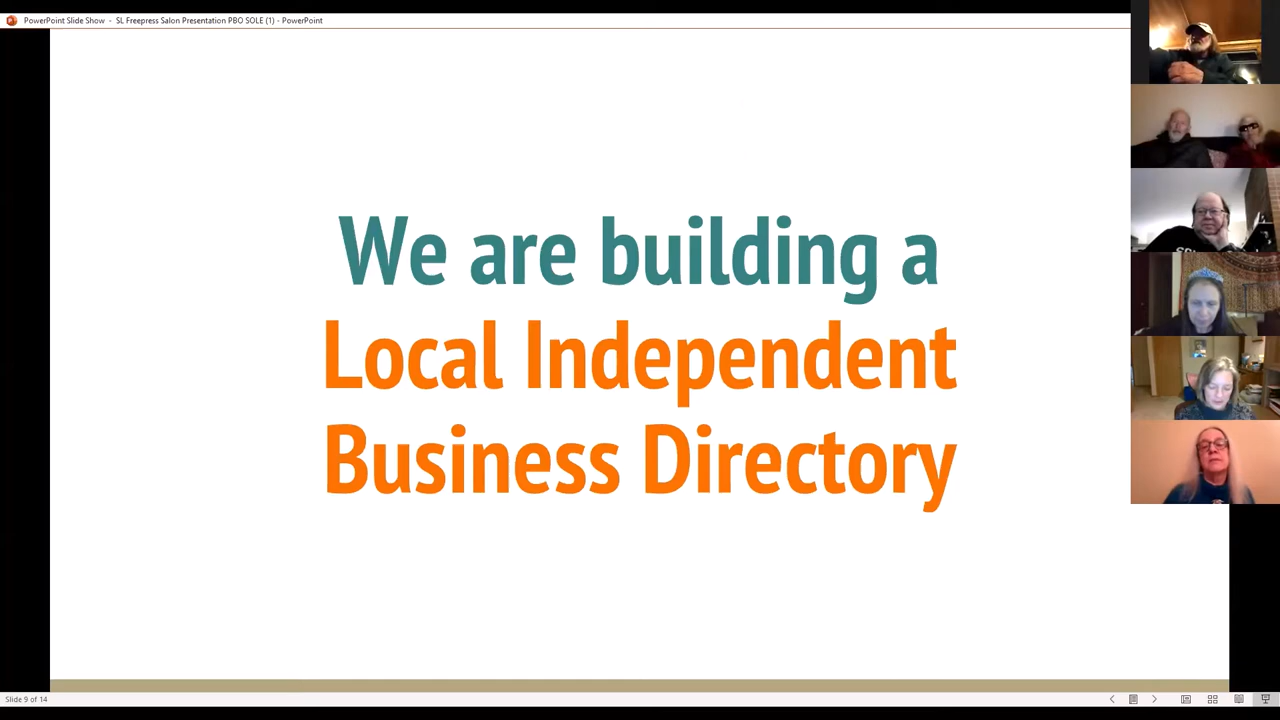 PowerPoint Slide Show - SL Freepress Salon Presentation PBO SOLE (1) - PowerPoint
We are building a
Local Independent
Business Directory
Slide 9 of 14